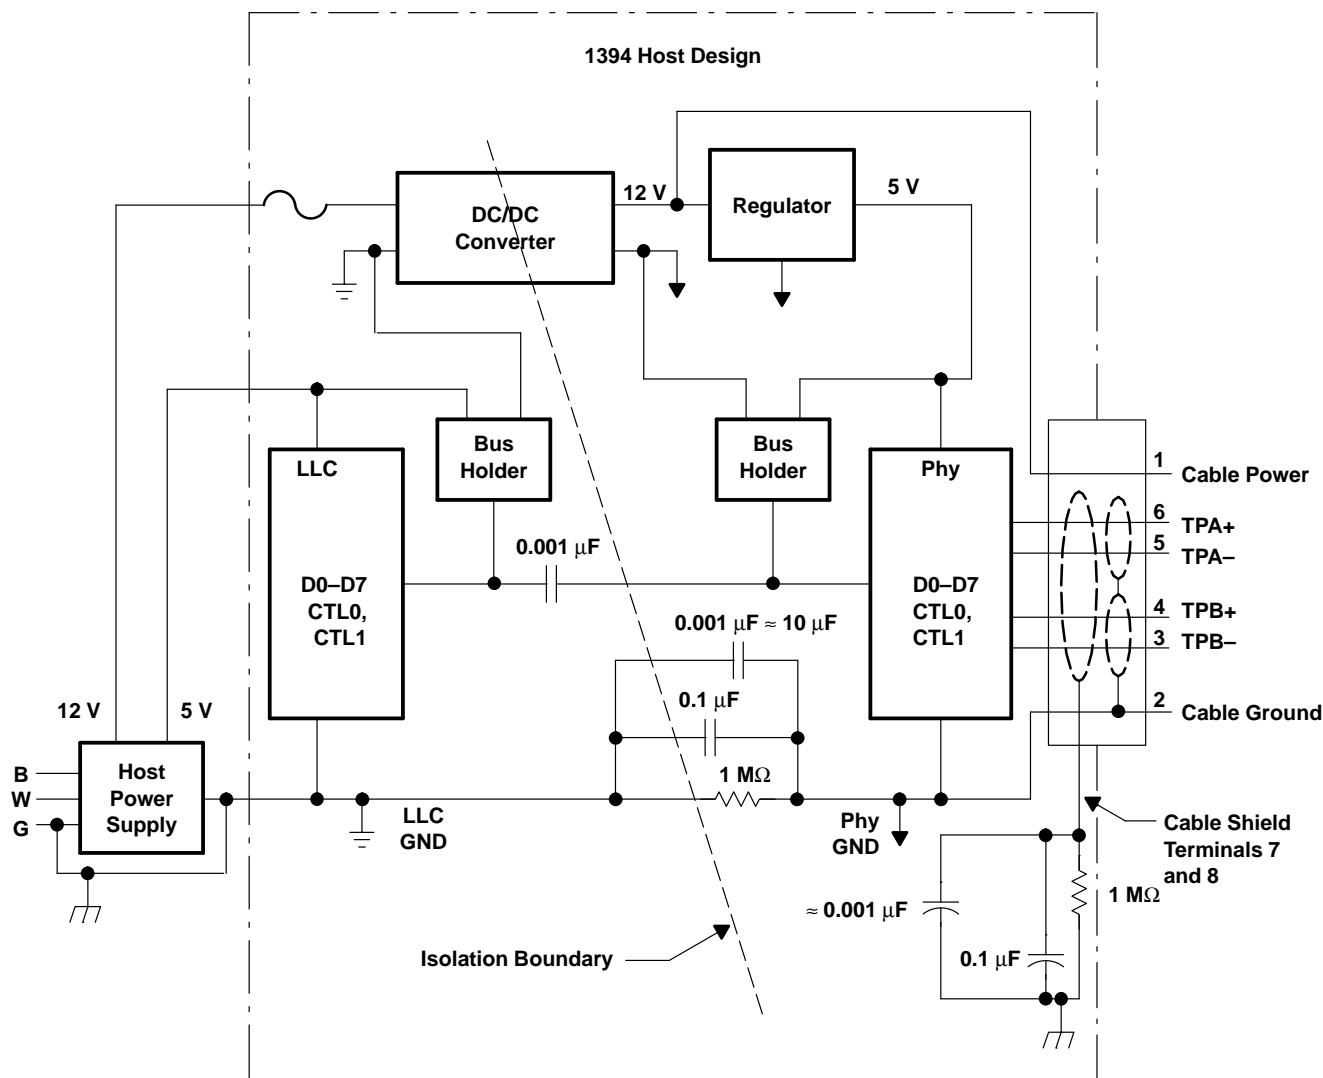 1394 Host Design
DC/DC
Converter
12 V
Regulator
5 V
LLC
Bus
Holder
Bus
Holder
Phy
1
Cable Power
6
TPA+
5
TPA–
4
TPB+
3
TPB–
2
Cable Ground
0.001 μF
D0–D7
CTL0,
CTL1
D0–D7
CTL0,
CTL1
0.001 μF ≈ 10 μF
0.1 μF
1 MΩ
12 V
5 V
B
W
G
Host
Power
Supply
LLC
GND
Phy
GND
Cable Shield
Terminals 7
and 8
≈ 0.001 μF
1 MΩ
0.1 μF
Isolation Boundary